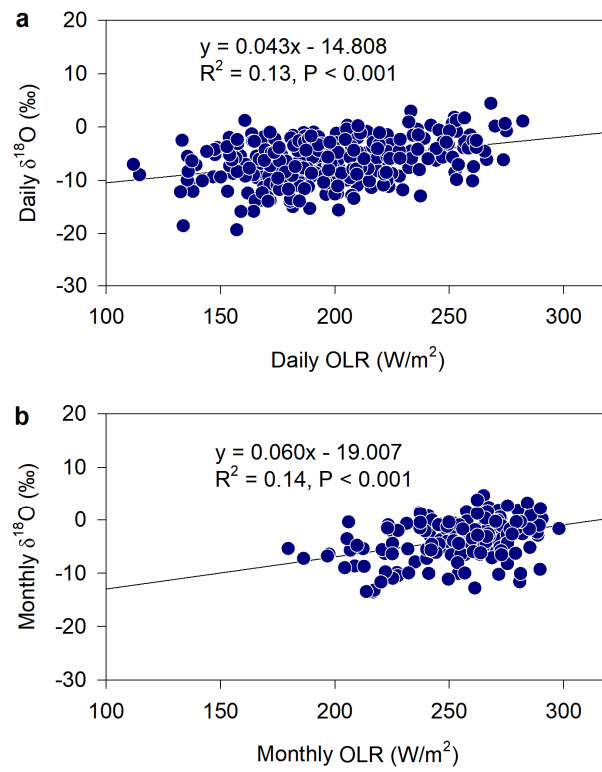 a
y = 0.043x - 14.808
R² = 0.13, P < 0.001
20
10
0
-10
-20
-30
Daily δ¹⁸O (‰)
100 150 200 250 300
Daily OLR (W/m²)
b
y = 0.060x - 19.007
R² = 0.14, P < 0.001
20
10
0
-10
-20
-30
Monthly δ¹⁸O (‰)
100 150 200 250 300
Monthly OLR (W/m²)